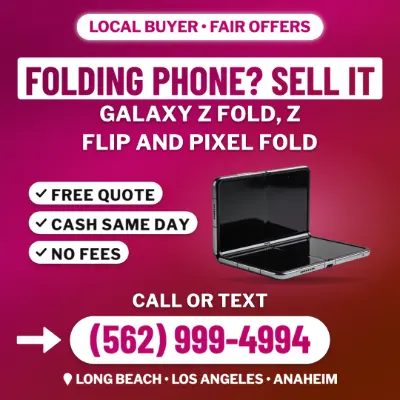 LOCAL BUYER • FAIR OFFERS
FOLDING PHONE? SELL IT
GALAXY Z FOLD, Z
FLIP AND PIXEL FOLD
FREE QUOTE
CASH SAME DAY
NO FEES
CALL OR TEXT
(562) 999-4994
LONG BEACH • LOS ANGELES • ANAHEIM